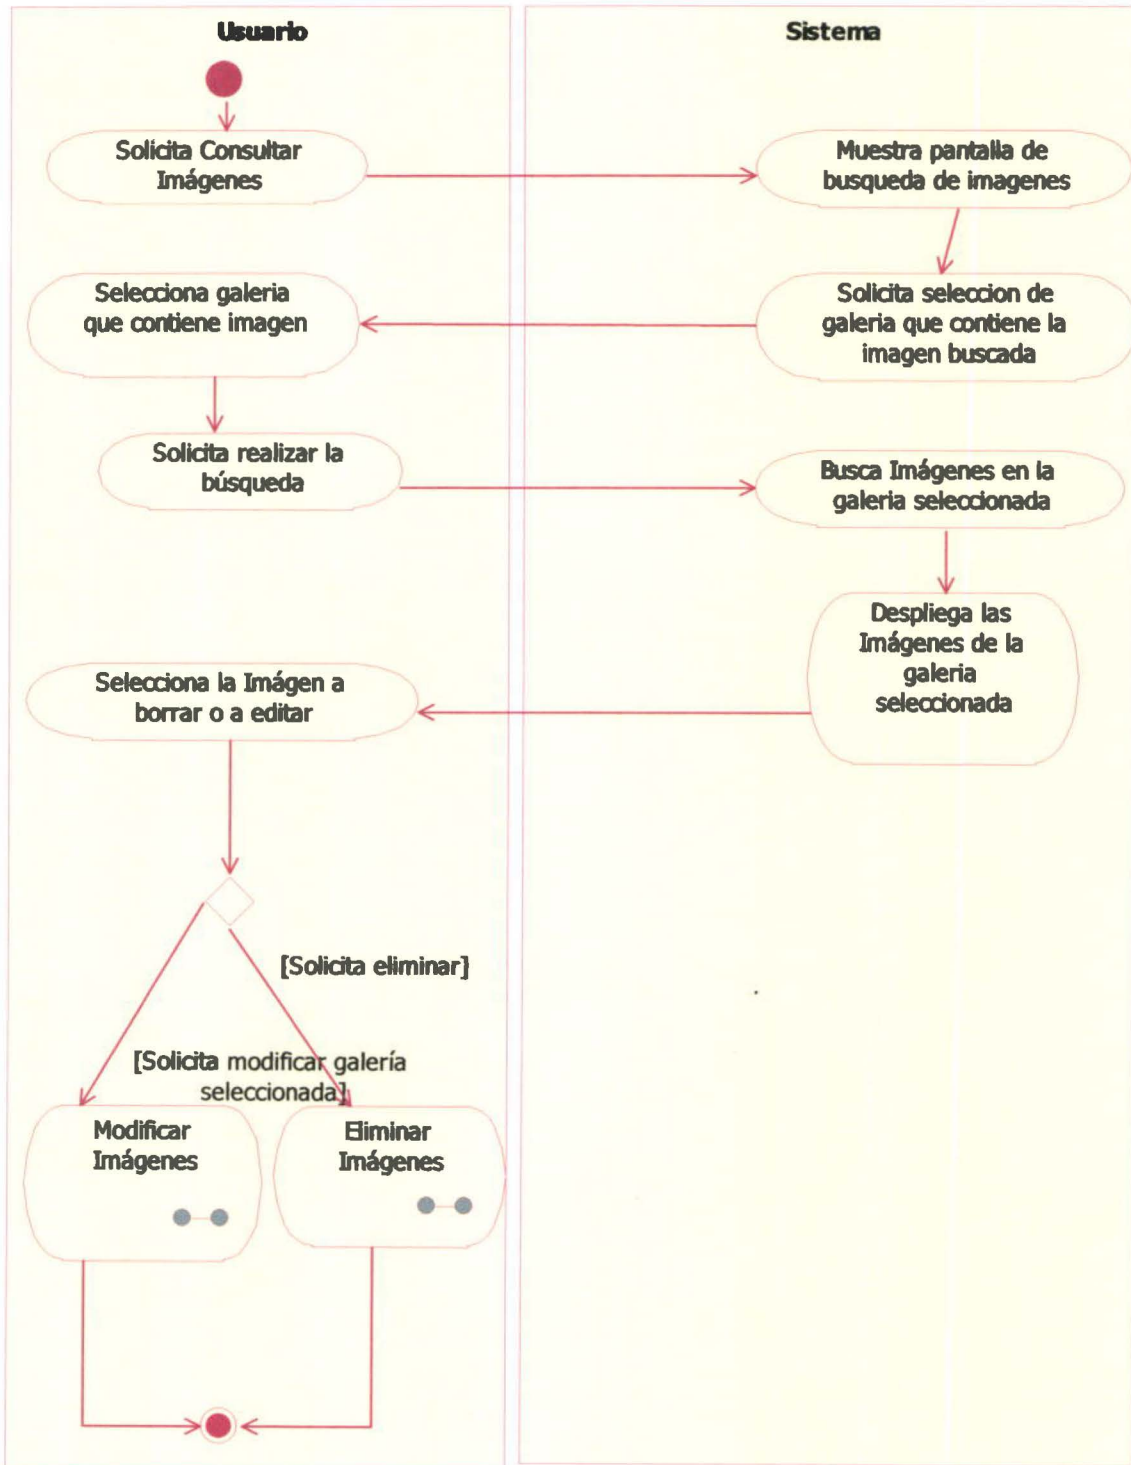 Usuario
Sistema
Solicita Consultar
Imágenes
Muestra pantalla de
busqueda de imagenes
Selecciona galeria
que contiene imagen
Solicita seleccion de
galeria que contiene la
imagen buscada
Solicita realizar la
búsqueda
Busca Imágenes en la
galeria seleccionada
Despliega las
Imágenes de la
galeria
seleccionada
Selecciona la Imágen a
borrar o a editar
[Solicita eliminar]
[Solicita modificar galería
seleccionada]
Modificar
Imágenes
Eliminar
Imágenes